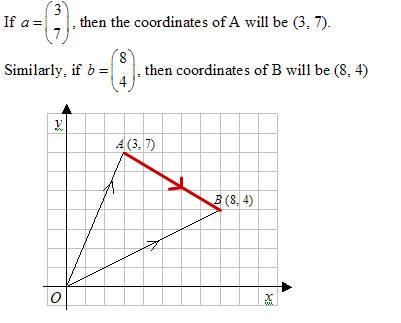 If a = (3
7), then the coordinates of A will be (3, 7).
Similarly, if b = (8
4), then coordinates of B will be (8, 4)
y
A (3, 7)
B (8, 4)
O
x